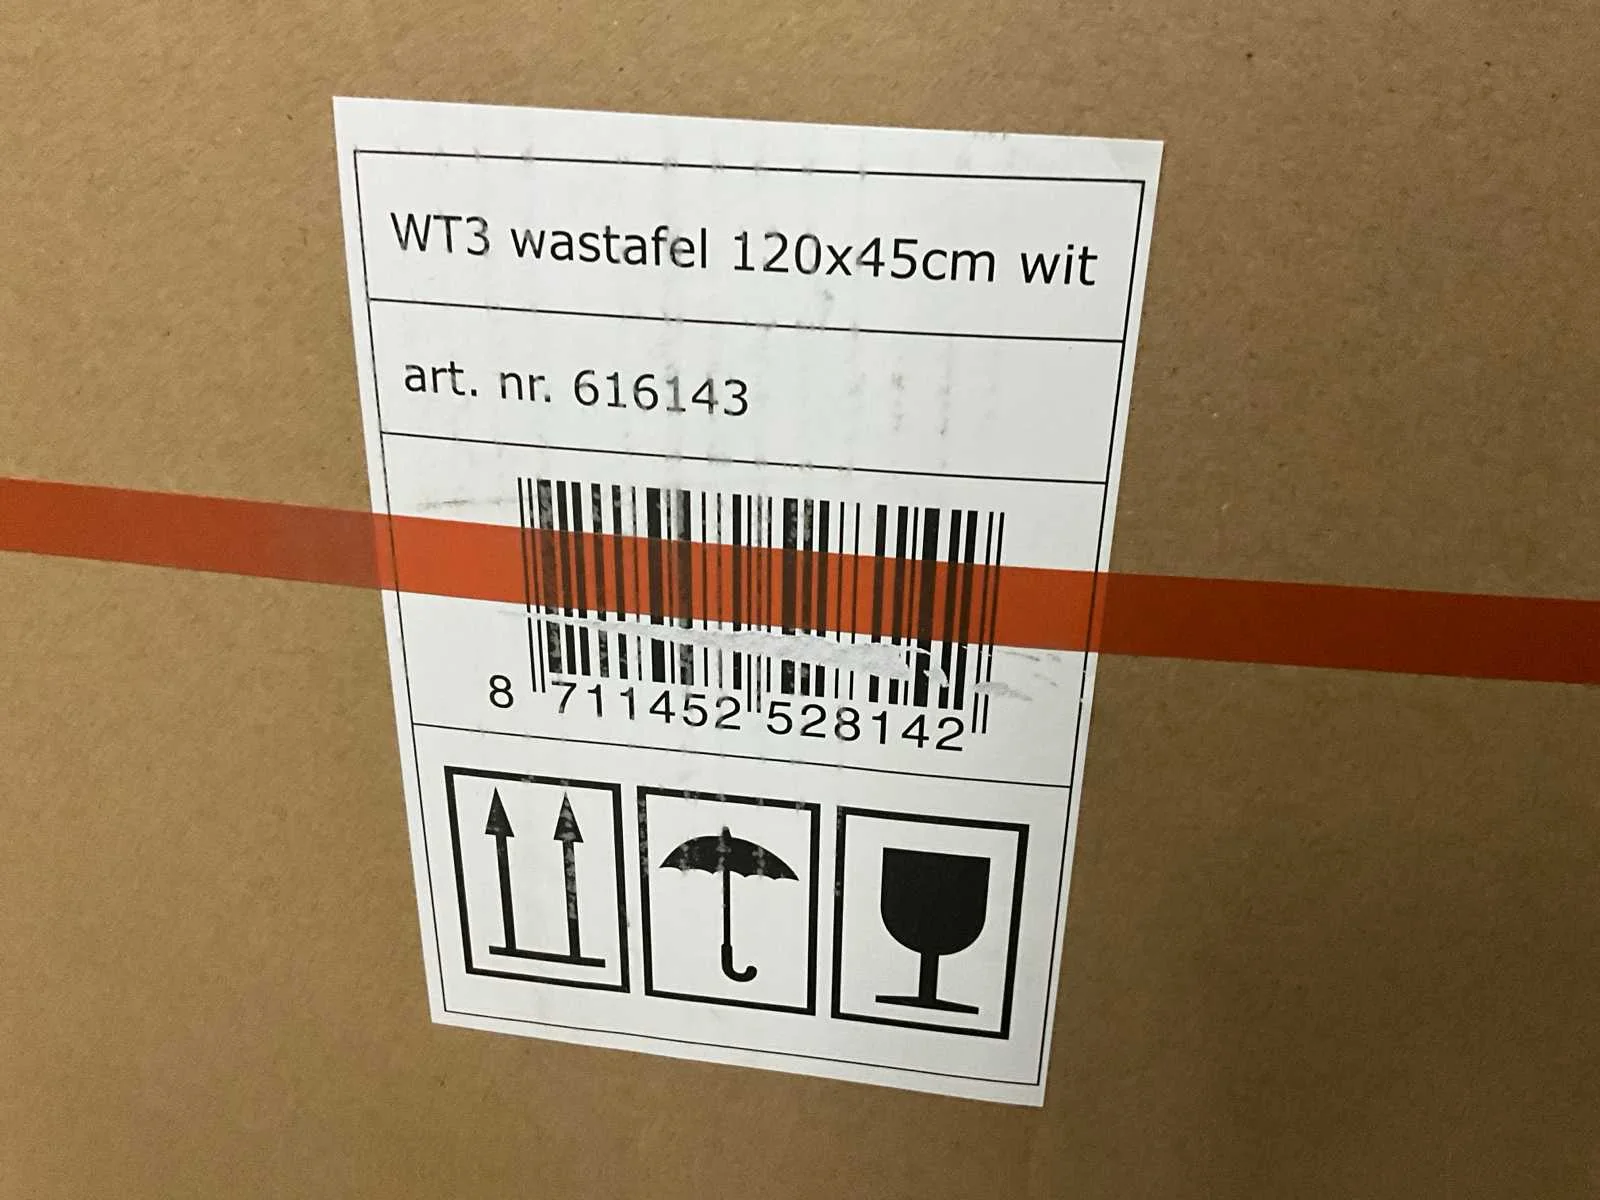 WT3 wastafel 120x45cm wit
art. nr. 616143
8 711452 528142